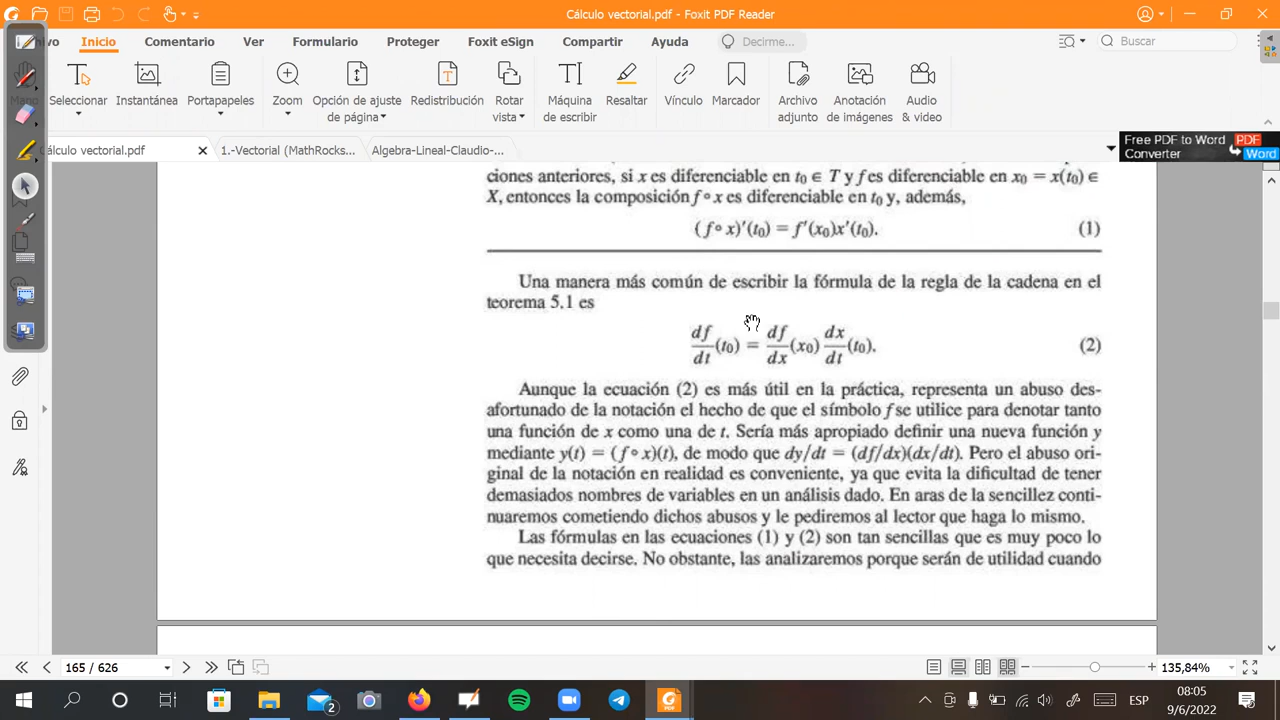 Cálculo vectorial.pdf - Foxit PDF Reader
Inicio Comentario Ver Formulario Proteger Foxit eSign Compartir Ayuda Decirme... Buscar
Mano Seleccionar Instantánea Portapapeles Zoom Opción de ajuste de página Redistribución Rotar vista Máquina de escribir Resaltar Vínculo Marcador Archivo adjunto Anotación de imágenes Audio & video
álculo vectorial.pdf 1.-Vectorial (MathRocks... Algebra-Lineal-Claudio-...
Free PDF to Word Converter PDF Word
ciones anteriores, si x es diferenciable en t₀ ∈ T y f es diferenciable en x₀ = x(t₀) ∈
X, entonces la composición f ∘ x es diferenciable en t₀ y, además,
(f ∘ x)′(t₀) = f′(x₀)x′(t₀). (1)
Una manera más común de escribir la fórmula de la regla de la cadena en el
teorema 5.1 es
df/dt (t₀) = df/dx (x₀) dx/dt (t₀). (2)
Aunque la ecuación (2) es más útil en la práctica, representa un abuso des-
afortunado de la notación el hecho de que el símbolo f se utilice para denotar tanto
una función de x como una de t. Sería más apropiado definir una nueva función y
mediante y(t) = (f ∘ x)(t), de modo que dy/dt = (df/dx)(dx/dt). Pero el abuso ori-
ginal de la notación en realidad es conveniente, ya que evita la dificultad de tener
demasiados nombres de variables en un análisis dado. En aras de la sencillez conti-
nuaremos cometiendo dichos abusos y le pediremos al lector que haga lo mismo.
Las fórmulas en las ecuaciones (1) y (2) son tan sencillas que es muy poco lo
que necesita decirse. No obstante, las analizaremos porque serán de utilidad cuando
165 / 626 135,84%
2 ESP 08:05
9/6/2022